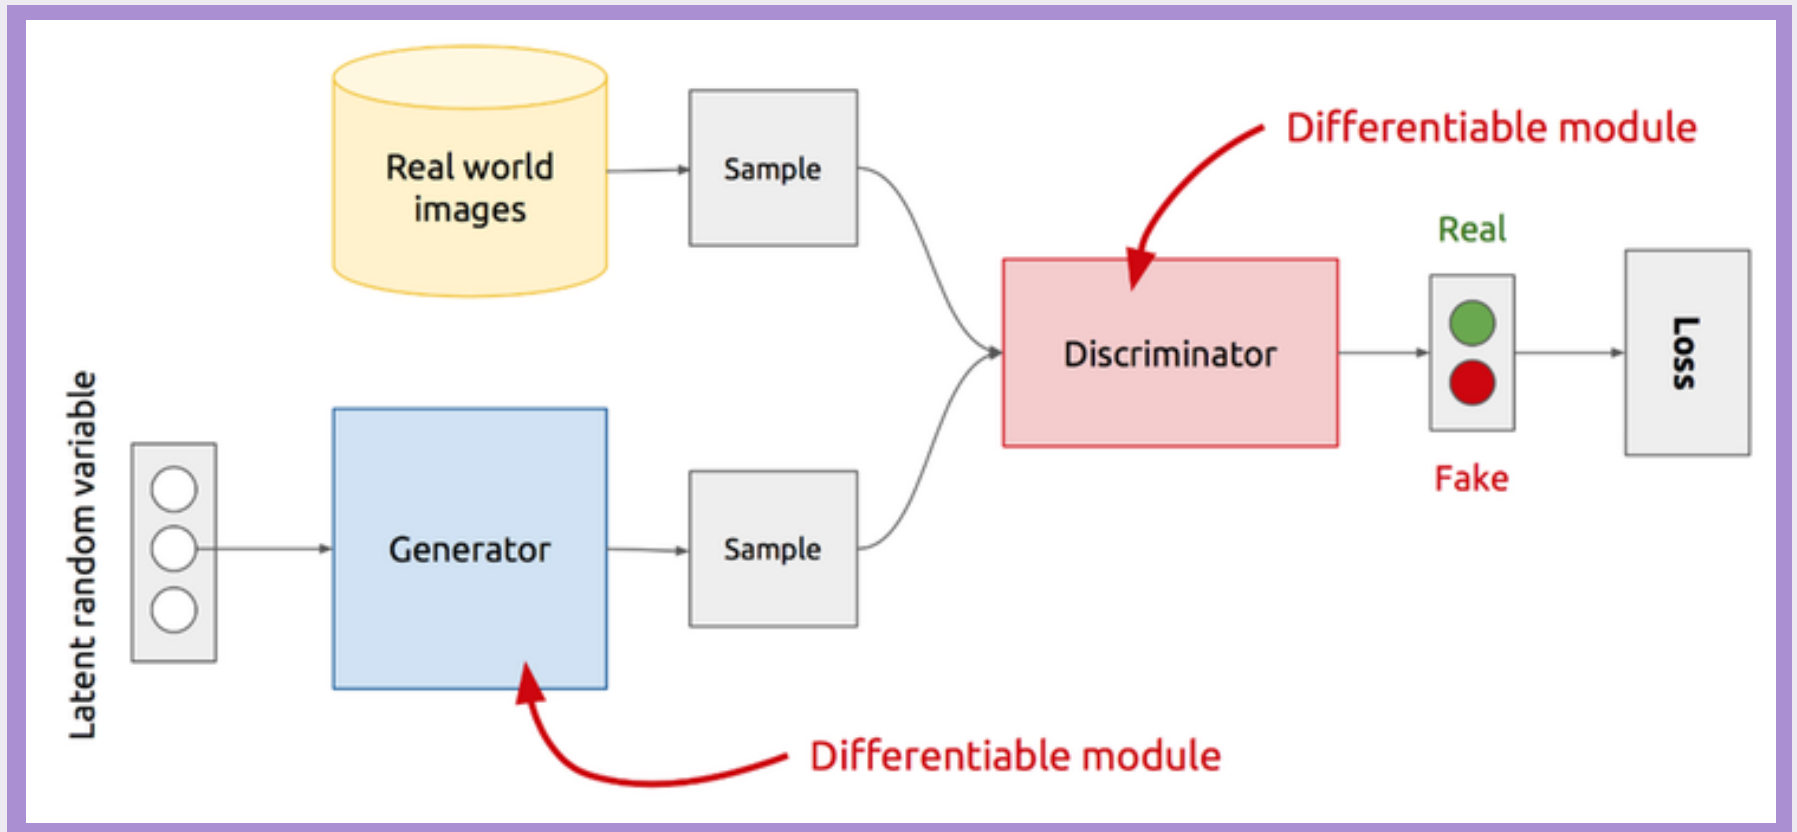 Real world
images
Sample
Differentiable module
Real
Discriminator
Loss
Fake
Latent random variable
Generator
Sample
Differentiable module